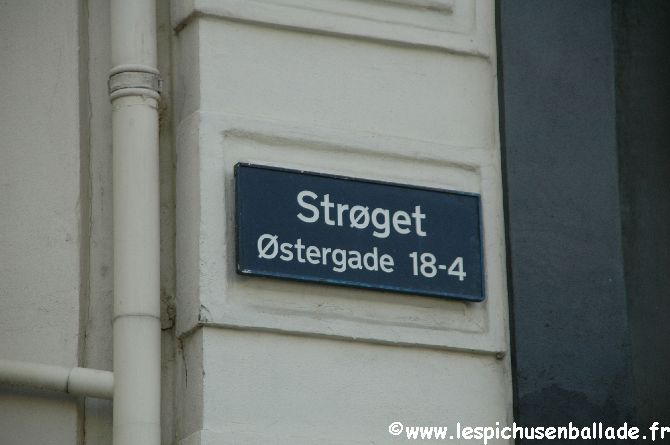 Strøget
Østergade 18-4
©www.lespichusenballade.fr